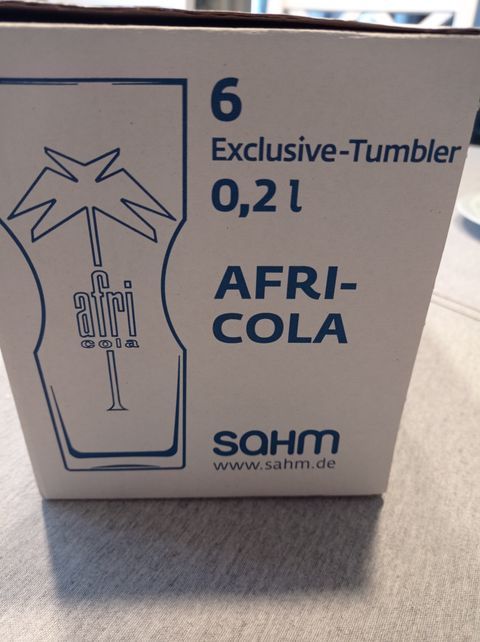 6
Exclusive-Tumbler
0,2 l
AFRI-
COLA
afri
cola
sahm
www.sahm.de